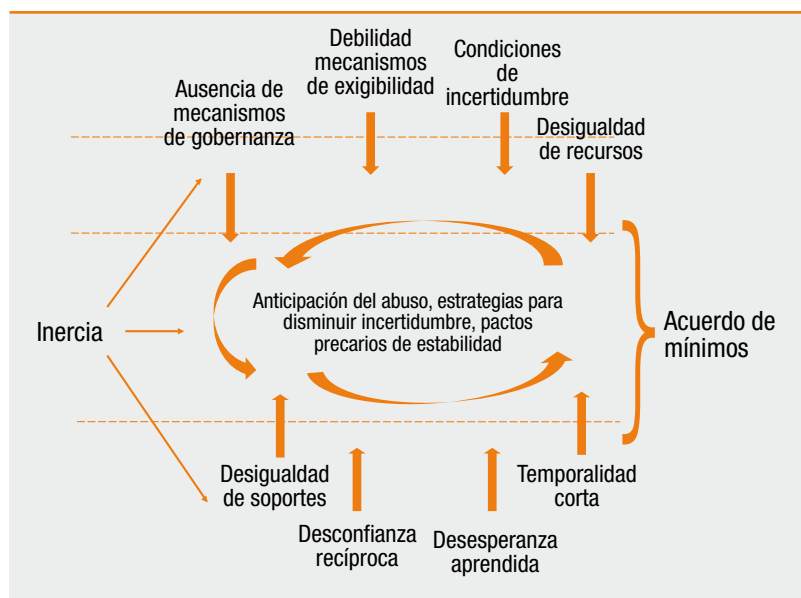 Ausencia de
mecanismos
de gobernanza
Debilidad
mecanismos
de exigibilidad
Condiciones
de
incertidumbre
Desigualdad
de recursos
Inercia
Anticipación del abuso, estrategias para
disminuir incertidumbre, pactos
precarios de estabilidad
Acuerdo de
mínimos
Desigualdad
de soportes
Desconfianza
recíproca
Desesperanza
aprendida
Temporalidad
corta